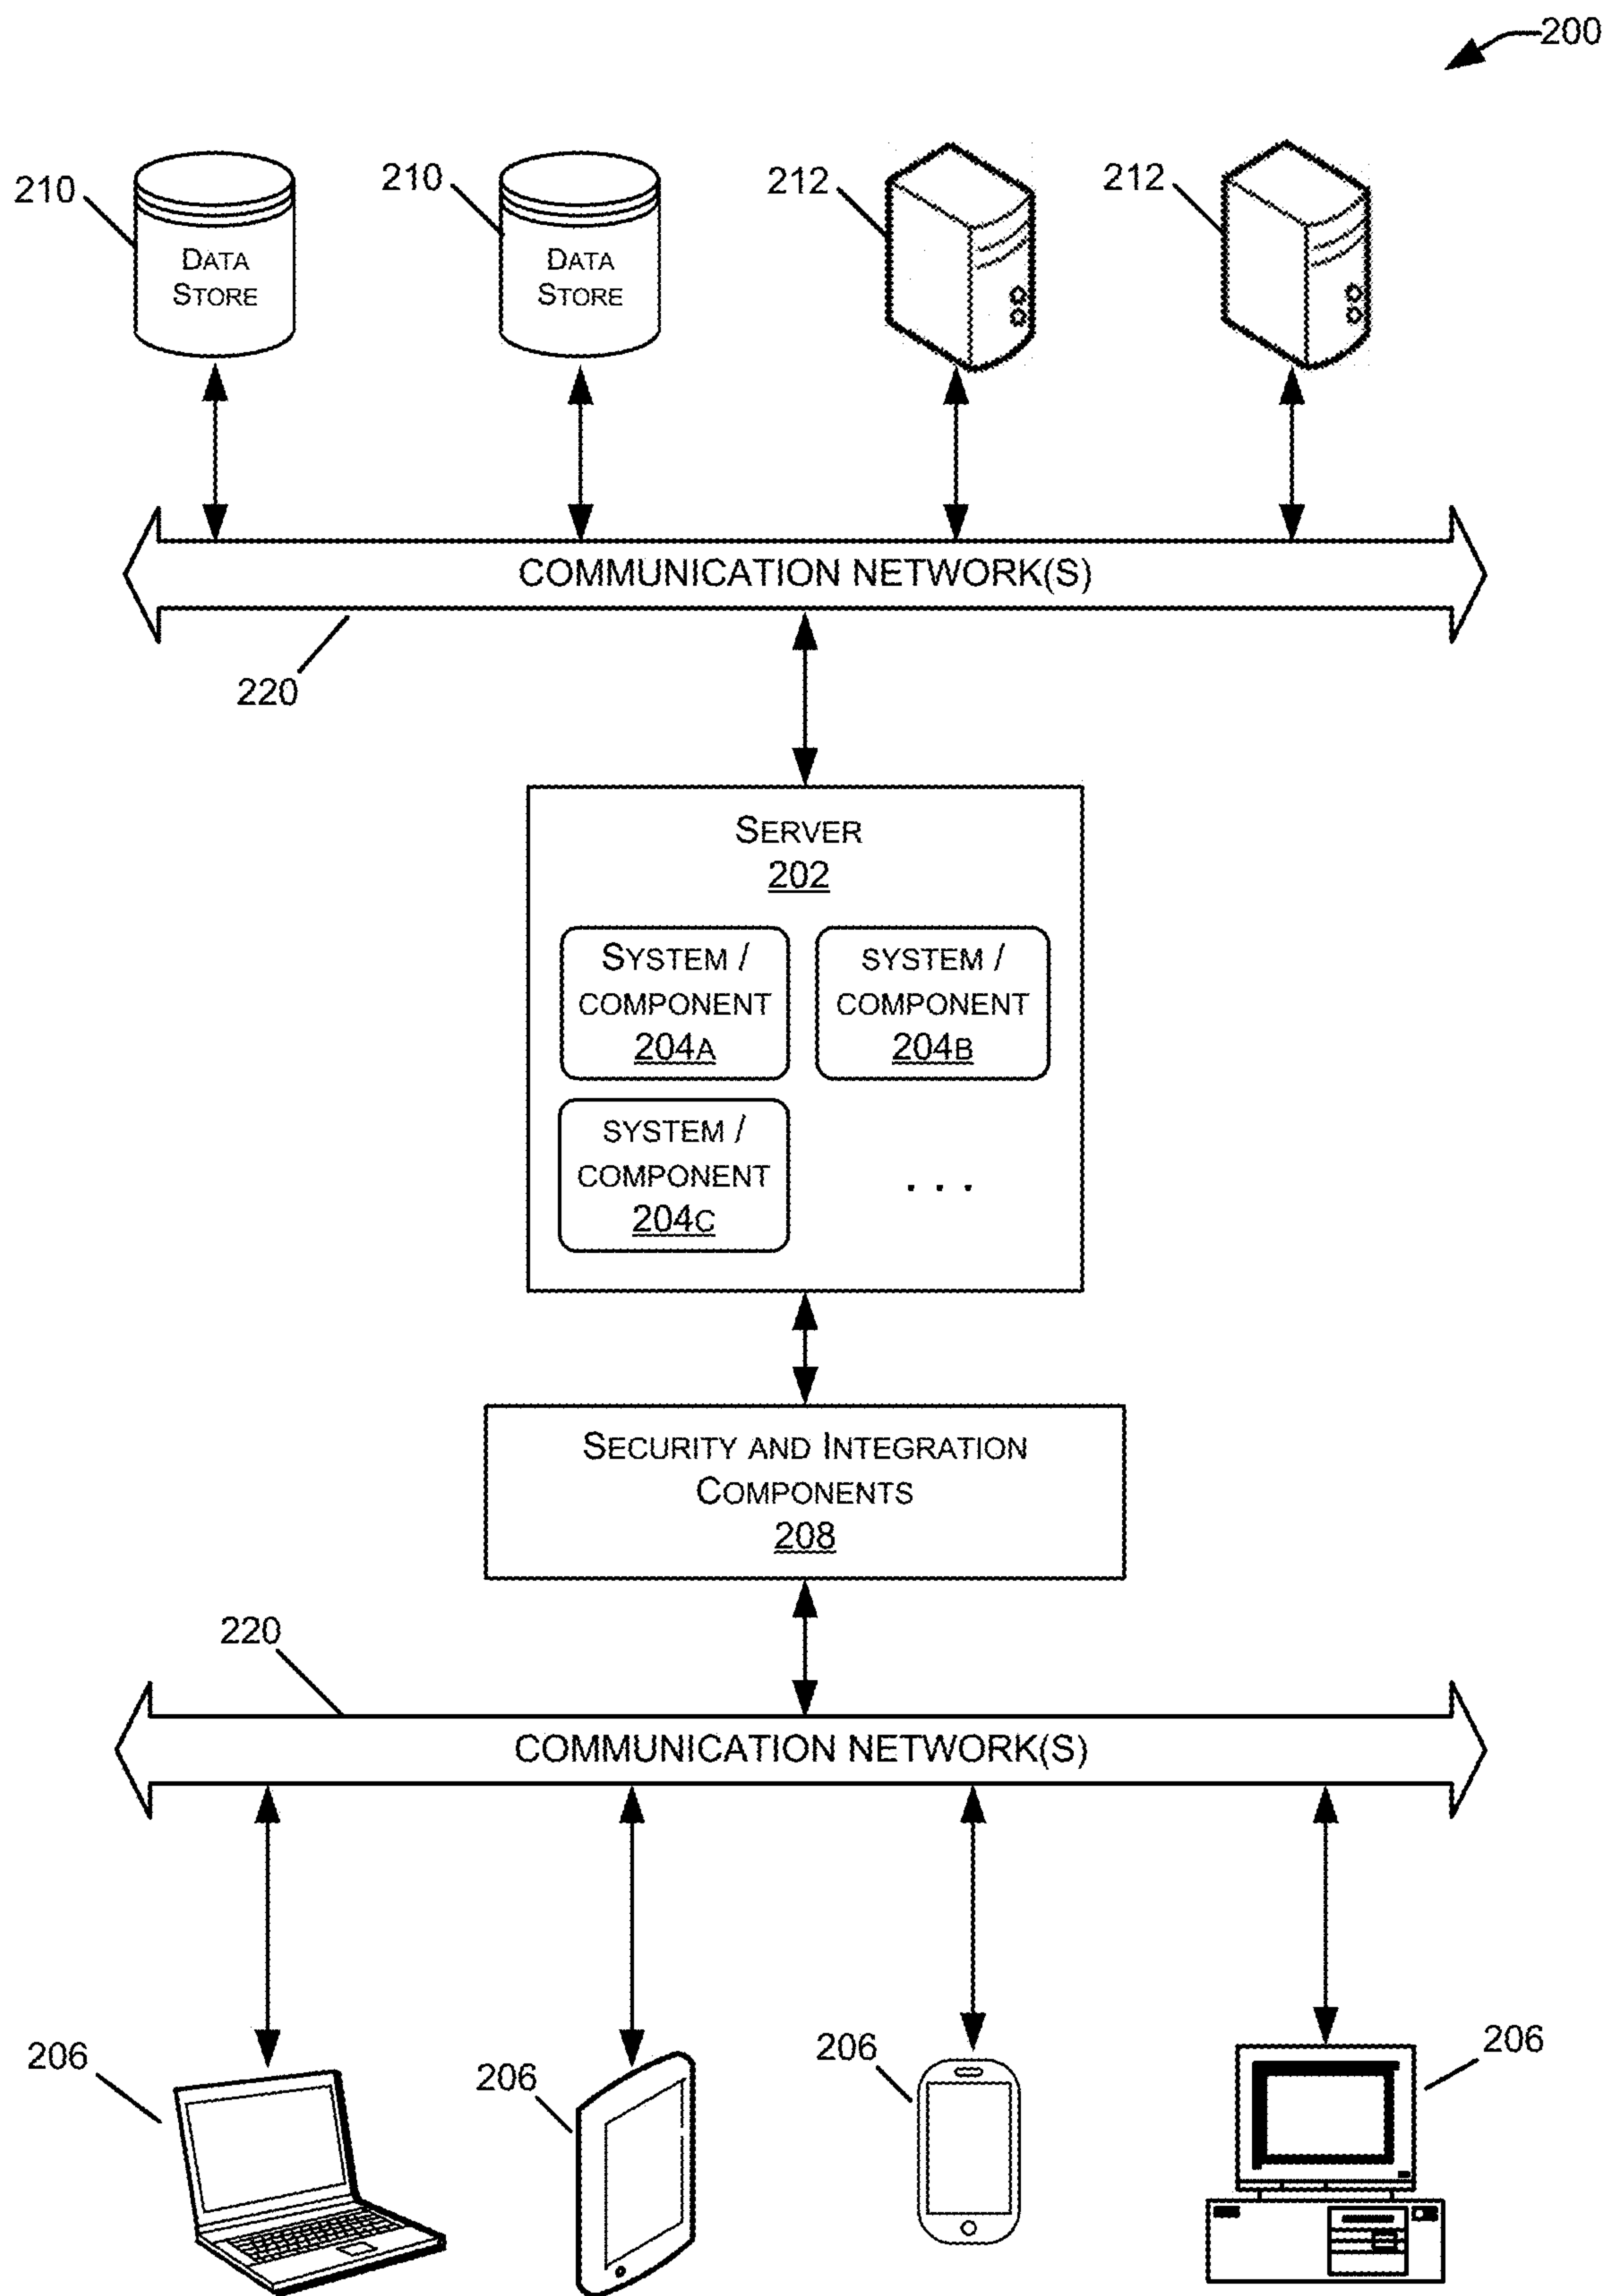 200
210
210
212
212
DATA
STORE
DATA
STORE
COMMUNICATION NETWORK(S)
220
SERVER
202
SYSTEM /
COMPONENT
204A
SYSTEM /
COMPONENT
204B
SYSTEM /
COMPONENT
204C
. . .
SECURITY AND INTEGRATION
COMPONENTS
208
220
COMMUNICATION NETWORK(S)
206
206
206
206